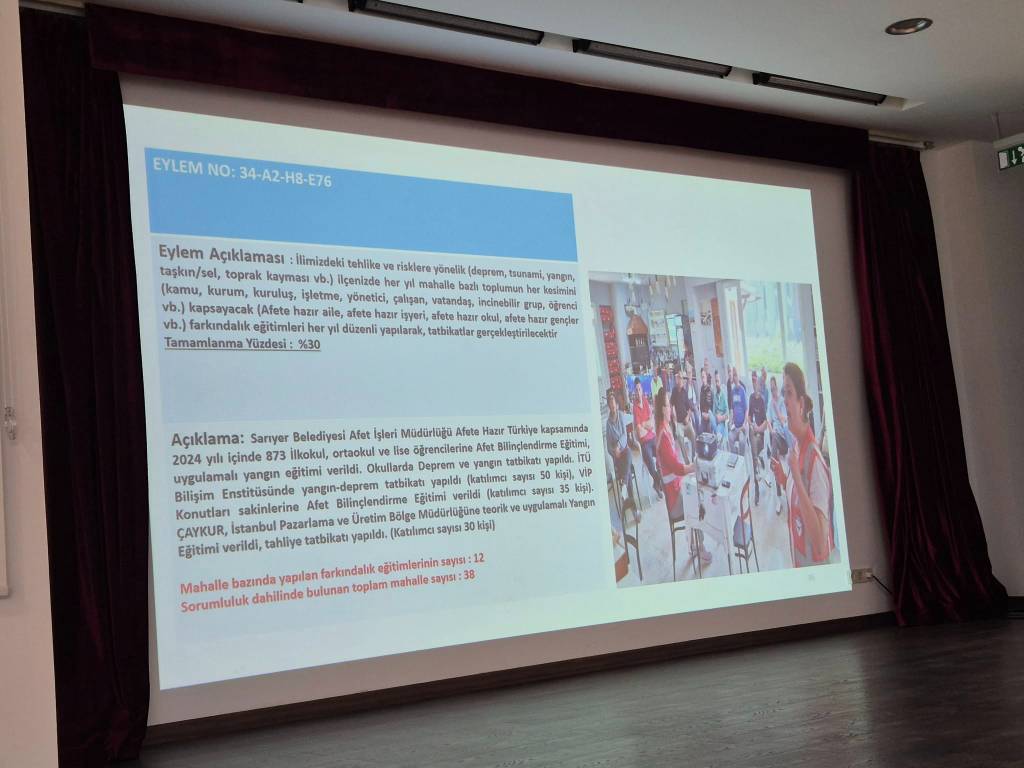 EYLEM NO: 34-A2-H8-E76
Eylem Açıklaması : İlimizdeki tehlike ve risklere yönelik (deprem, tsunami, yangın,
taşkın/sel, toprak kayması vb.) ilçenizde her yıl mahalle bazlı toplumun her kesimini
(kamu, kurum, kuruluş, işletme, yönetici, çalışan, vatandaş, incinebilir grup, öğrenci
vb.) kapsayacak (Afete hazır aile, afete hazır işyeri, afete hazır okul, afete hazır gençler
vb.) farkındalık eğitimleri her yıl düzenli yapılarak, tatbikatlar gerçekleştirilecektir
Tamamlanma Yüzdesi : %30
Açıklama: Sarıyer Belediyesi Afet İşleri Müdürlüğü Afete Hazır Türkiye kapsamında
2024 yılı içinde 873 İlkokul, ortaokul ve lise öğrencilerine Afet Bilinçlendirme Eğitimi,
uygulamalı yangın eğitimi verildi. Okullarda Deprem ve yangın tatbikatı yapıldı. İTÜ
Bilişim Enstitüsünde yangın-deprem tatbikatı yapıldı (katılımcı sayısı 50 kişi), VİP
Konutları sakinlerine Afet Bilinçlendirme Eğitimi verildi (katılımcı sayısı 35 kişi).
ÇAYKUR, İstanbul Pazarlama ve Üretim Bölge Müdürlüğüne teorik ve uygulamalı Yangın
Eğitimi verildi, tahliye tatbikatı yapıldı. (Katılımcı sayısı 30 kişi)
Mahalle bazında yapılan farkındalık eğitimlerinin sayısı : 12
Sorumluluk dahilinde bulunan toplam mahalle sayısı : 38